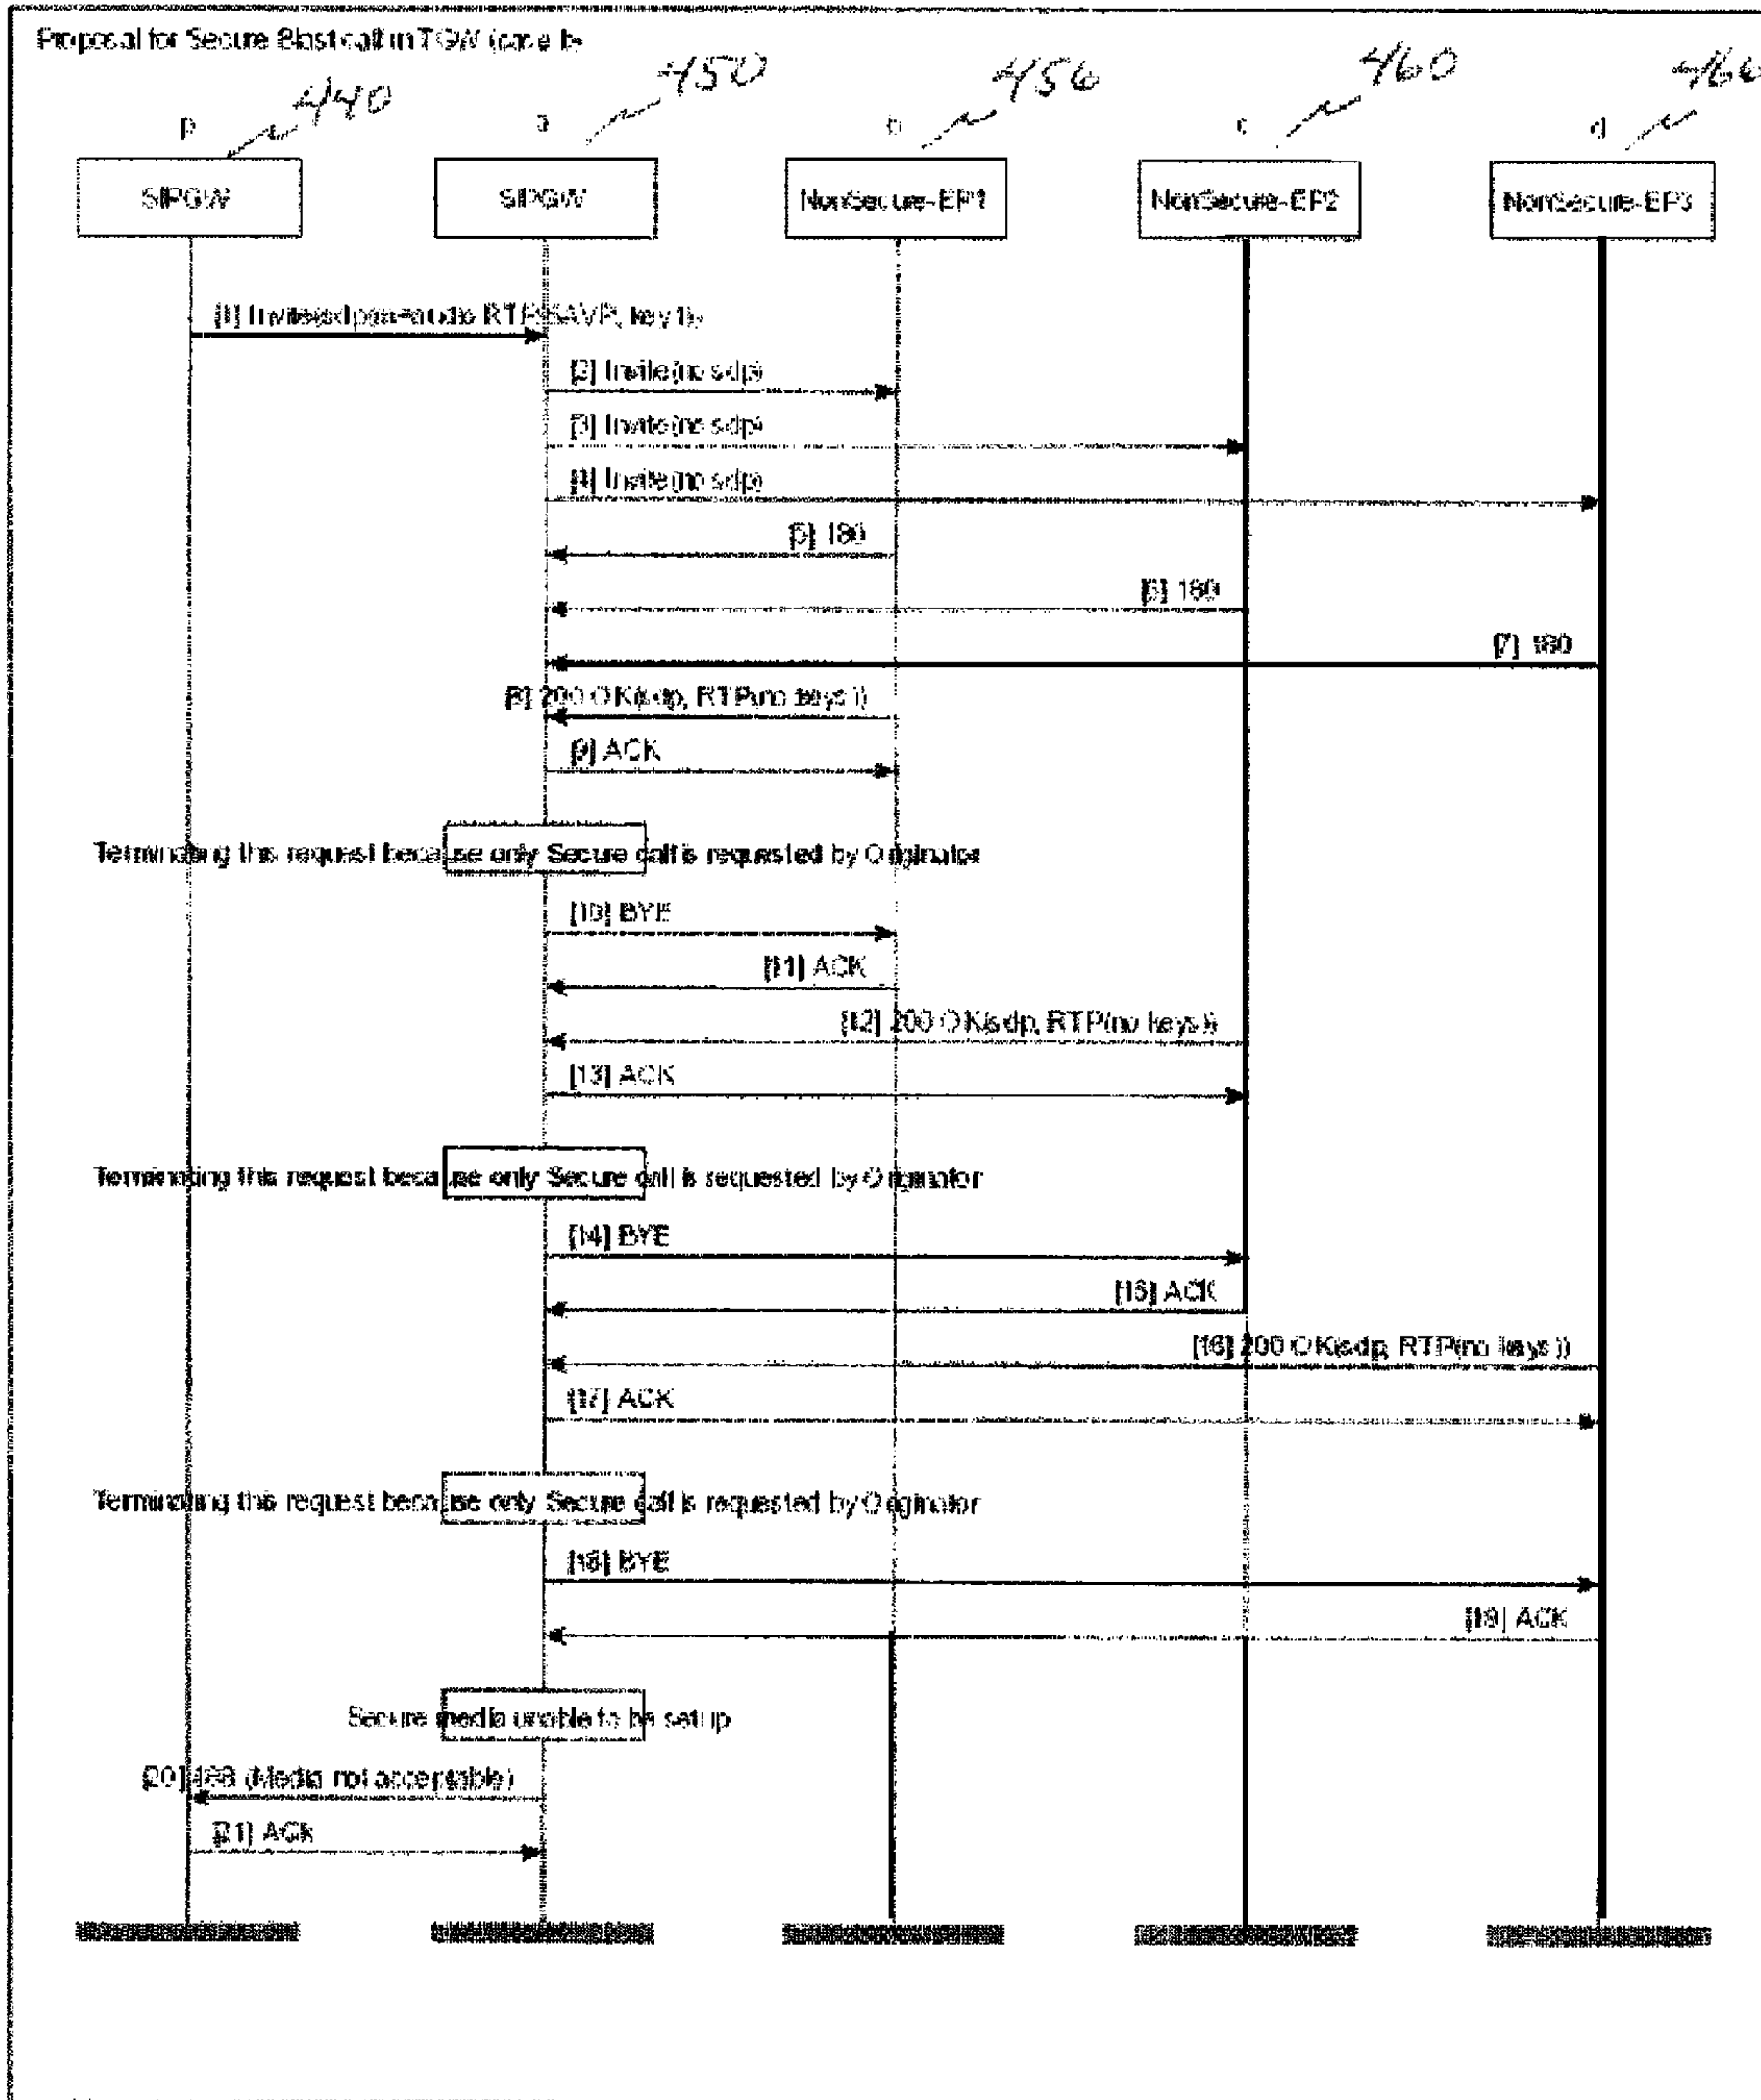 Proposal for Secure Blast call in TGW (case b
440
450
456
460
466
p
a
b
c
d
SIPGW
SIPGW
NonSecure-EP1
NonSecure-EP2
NonSecure-EP3
[1] Invite(sdp:m=audio RTP/SAVP, key1)
[2] Invite(no sdp)
[3] Invite(no sdp)
[4] Invite(no sdp)
[5] 180
[6] 180
[7] 180
[8] 200 OK(sdp, RTP(no keys))
[9] ACK
Terminating this request because only Secure call is requested by Originator
[10] BYE
[11] ACK
[12] 200 OK(sdp, RTP(no keys))
[13] ACK
Terminating this request because only Secure call is requested by Originator
[14] BYE
[15] ACK
[16] 200 OK(sdp, RTP(no keys))
[17] ACK
Terminating this request because only Secure call is requested by Originator
[18] BYE
[19] ACK
Secure media unable to be setup
[20] 488 (Media not acceptable)
[21] ACK